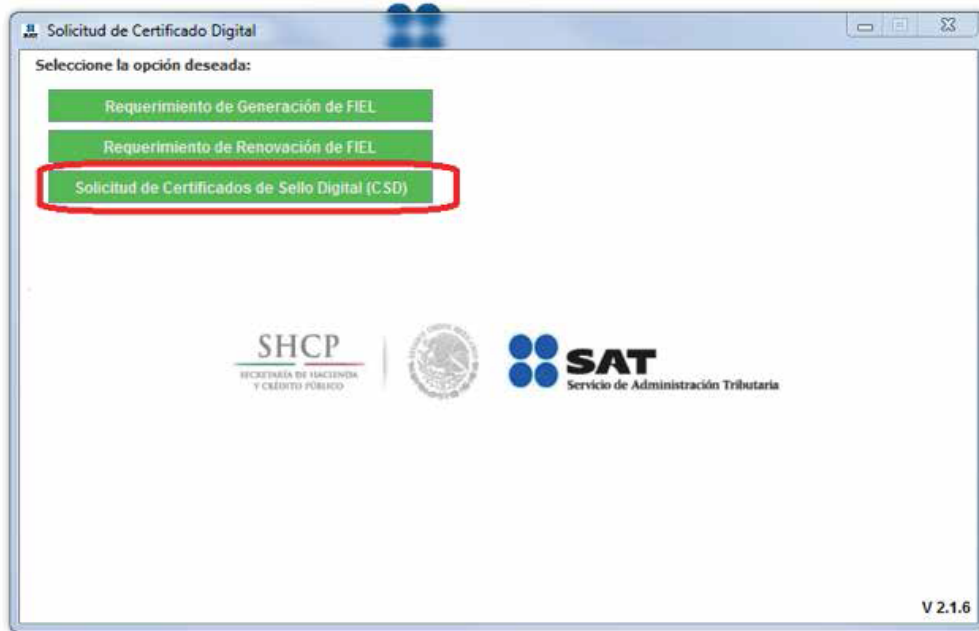 Solicitud de Certificado Digital
Seleccione la opción deseada:
Requerimiento de Generación de FIEL
Requerimiento de Renovación de FIEL
Solicitud de Certificados de Sello Digital (CSD)
SHCP
SECRETARÍA DE HACIENDA
Y CRÉDITO PÚBLICO
SAT
Servicio de Administración Tributaria
V 2.1.6